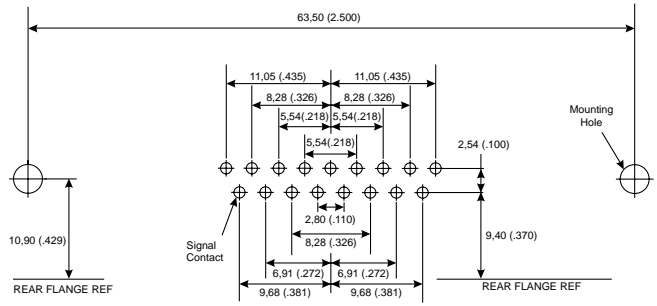 63,50 (2.500)
11,05 (.435) 11,05 (.435)
8,28 (.326) 8,28 (.326)
5,54(.218) 5,54(.218)
5,54(.218)
Mounting
Hole
2,54 (.100)
2,80 (.110)
Signal
Contact
8,28 (.326)
10,90 (.429)
9,40 (.370)
6,91 (.272) 6,91 (.272)
9,68 (.381) 9,68 (.381)
REAR FLANGE REF
REAR FLANGE REF